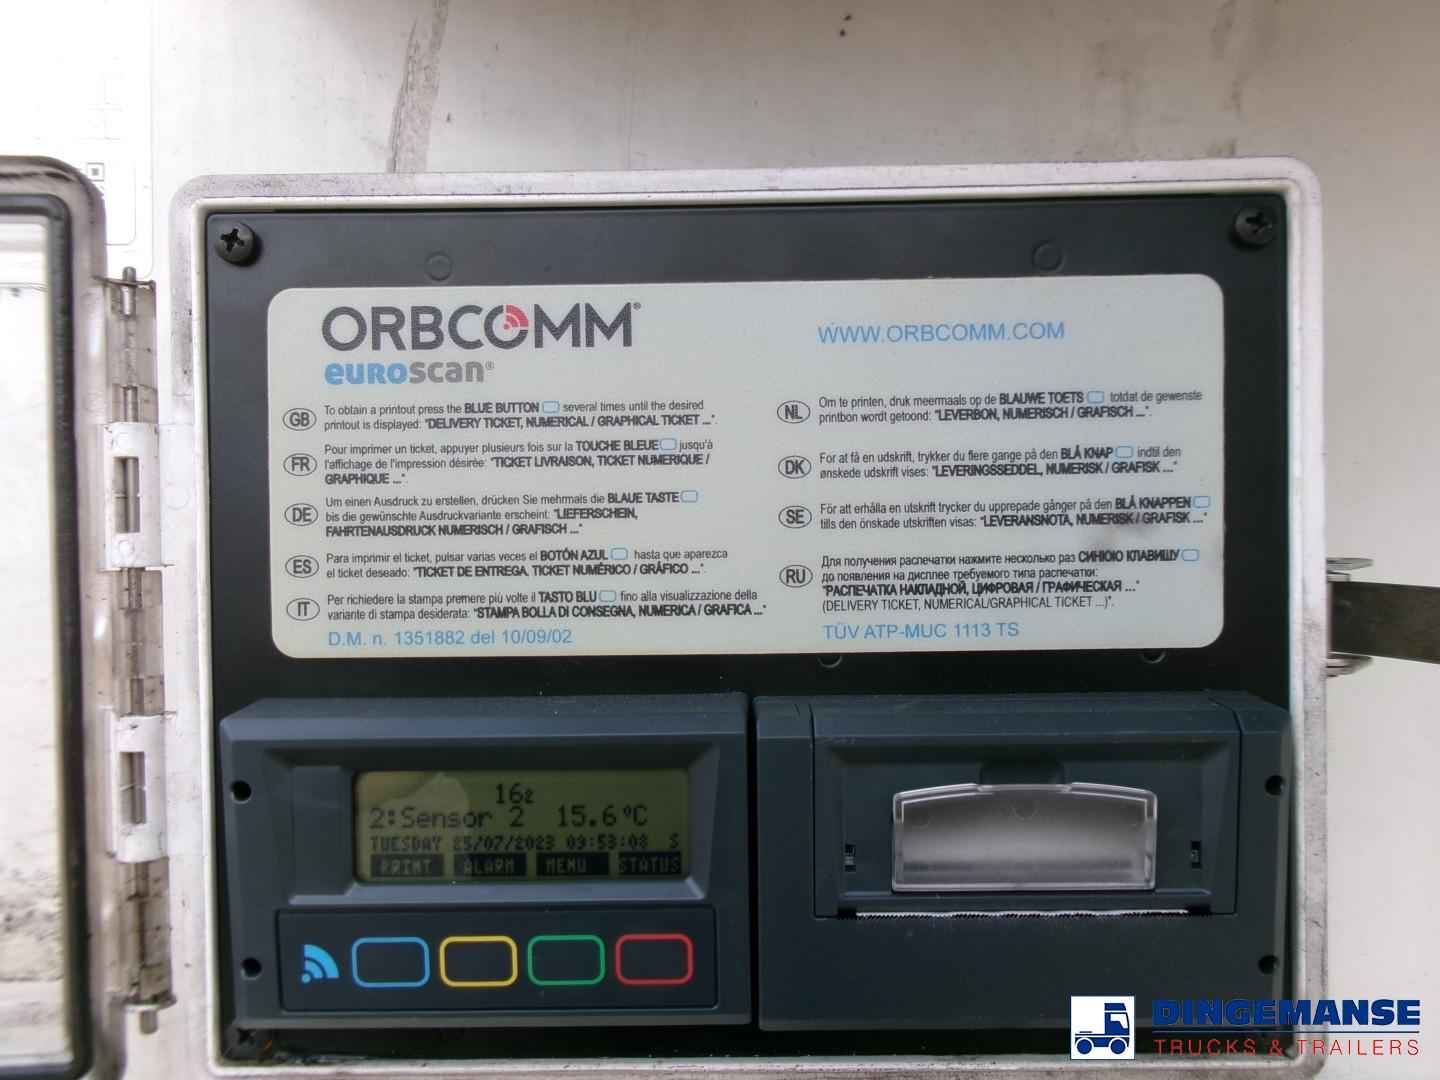 ORBCOMM®
euroscan®
WWW.ORBCOMM.COM
GB
To obtain a printout press the BLUE BUTTON several times until the desired
printout is displayed: "DELIVERY TICKET, NUMERICAL / GRAPHICAL TICKET ...".
FR
Pour imprimer un ticket, appuyer plusieurs fois sur la TOUCHE BLEUE jusqu'à
l'affichage de l'impression désirée: "TICKET LIVRAISON, TICKET NUMERIQUE /
GRAPHIQUE ...".
DE
Um einen Ausdruck zu erstellen, drücken Sie mehrmals die BLAUE TASTE
bis die gewünschte Ausdruckvariante erscheint: "LIEFERSCHEIN,
FAHRTENAUSDRUCK NUMERISCH / GRAFISCH ..."
ES
Para imprimir el ticket, pulsar varias veces el BOTÓN AZUL hasta que aparezca
el ticket deseado: "TICKET DE ENTREGA, TICKET NUMÉRICO / GRÁFICO ...".
IT
Per richiedere la stampa premere più volte il TASTO BLU fino alla visualizzazione della
variante di stampa desiderata: "STAMPA BOLLA DI CONSEGNA, NUMERICA / GRAFICA ..."
D.M. n. 1351882 del 10/09/02
NL
Om te printen, druk meermaals op de BLAUWE TOETS totdat de gewenste
printbon wordt getoond: "LEVERBON, NUMERISCH / GRAFISCH ...".
DK
For at få en udskrift, trykker du flere gange på den BLÅ KNAP indtil den
ønskede udskrift vises: "LEVERINGSSEDDEL, NUMERISK / GRAFISK ..."
SE
För att erhålla en utskrift trycker du upprepade gånger på den BLÅ KNAPPEN
tills den önskade utskriften visas: "LEVERANSNOTA, NUMERISK / GRAFISK ..."
RU
Для получения распечатки нажмите несколько раз СИНЮЮ КЛАВИШУ
до появления на дисплее требуемого типа распечатки:
"РАСПЕЧАТКА НАКЛАДНОЙ, ЦИФРОВАЯ / ГРАФИЧЕСКАЯ ..."
(DELIVERY TICKET, NUMERICAL/GRAPHICAL TICKET ...)".
TÜV ATP-MUC 1113 TS
2:Sensor 2 15.6°C
TUESDAY 25/07/2023 09:53:08 S
PRINT ALARM MENU STATUS
DINGEMANSE
TRUCKS & TRAILERS